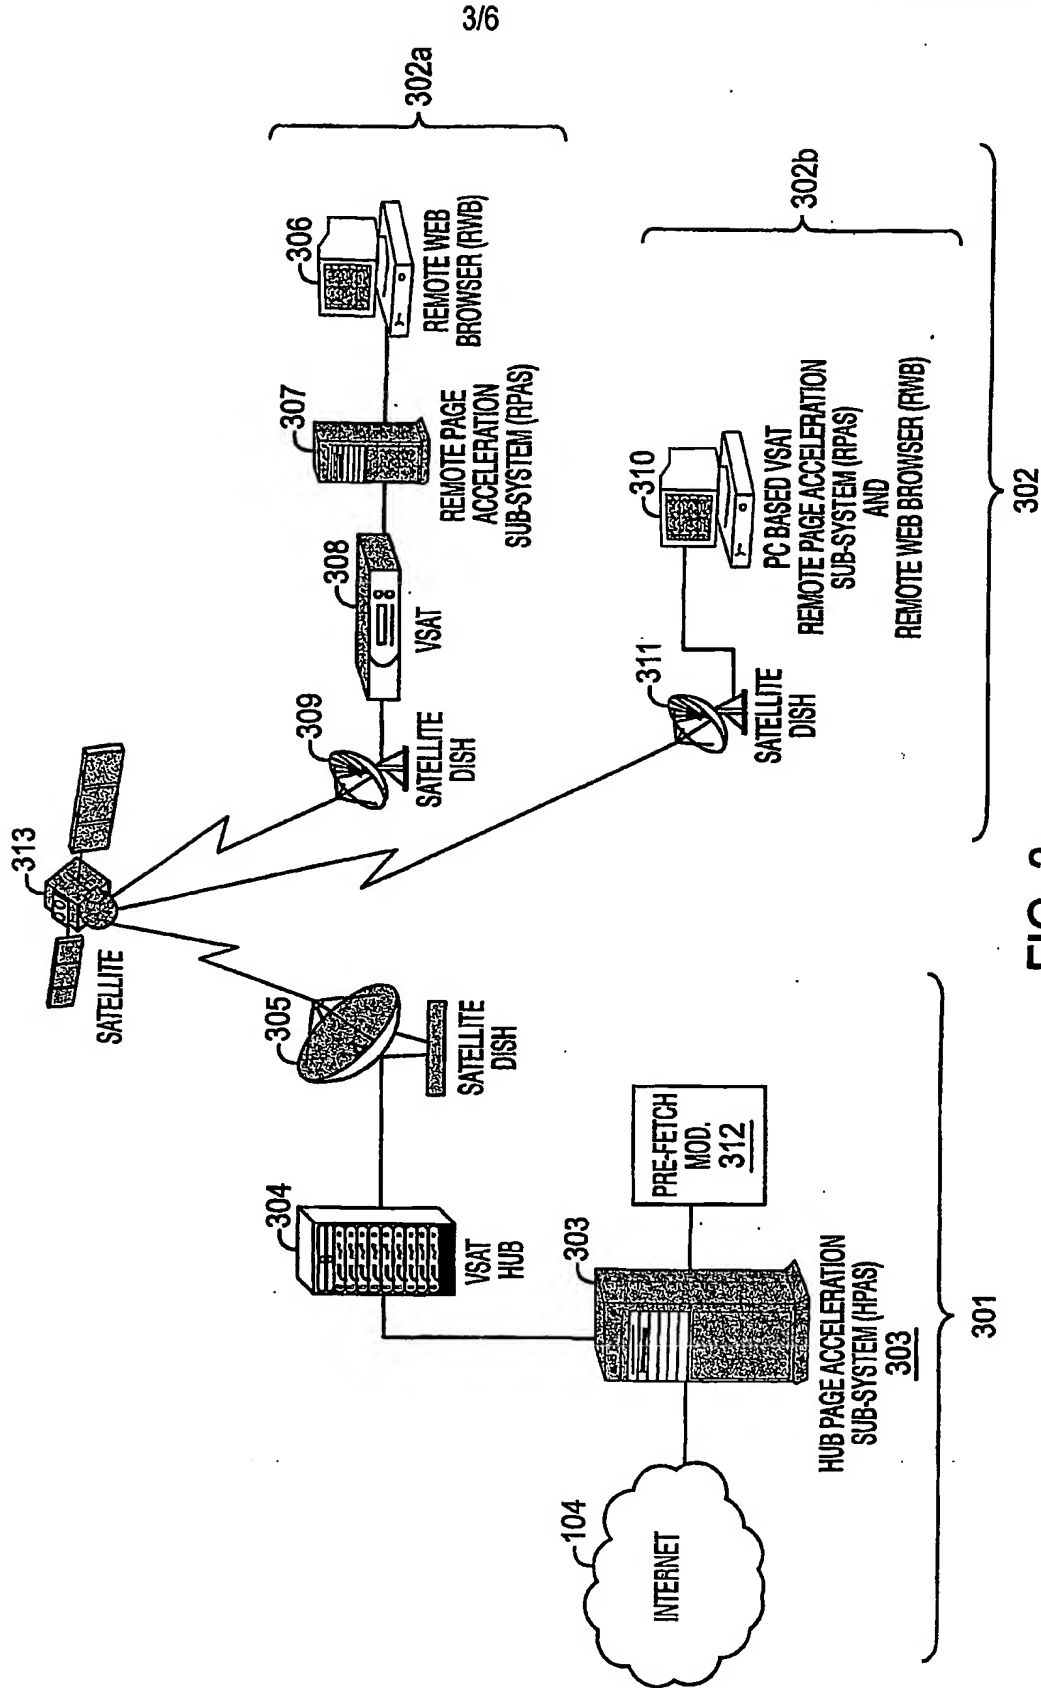 3/6
313
SATELLITE
309
SATELLITE
DISH
308
VSAT
307
REMOTE PAGE
ACCELERATION
SUB-SYSTEM (RPAS)
306
REMOTE WEB
BROWSER (RWB)
302a
305
SATELLITE
DISH
304
VSAT
HUB
311
SATELLITE
DISH
310
PC BASED VSAT
REMOTE PAGE ACCELERATION
SUB-SYSTEM (RPAS)
AND
REMOTE WEB BROWSER (RWB)
302b
302
104
INTERNET
303
HUB PAGE ACCELERATION
SUB-SYSTEM (HPAS)
303
PRE-FETCH
MOD.
312
301
FIG.